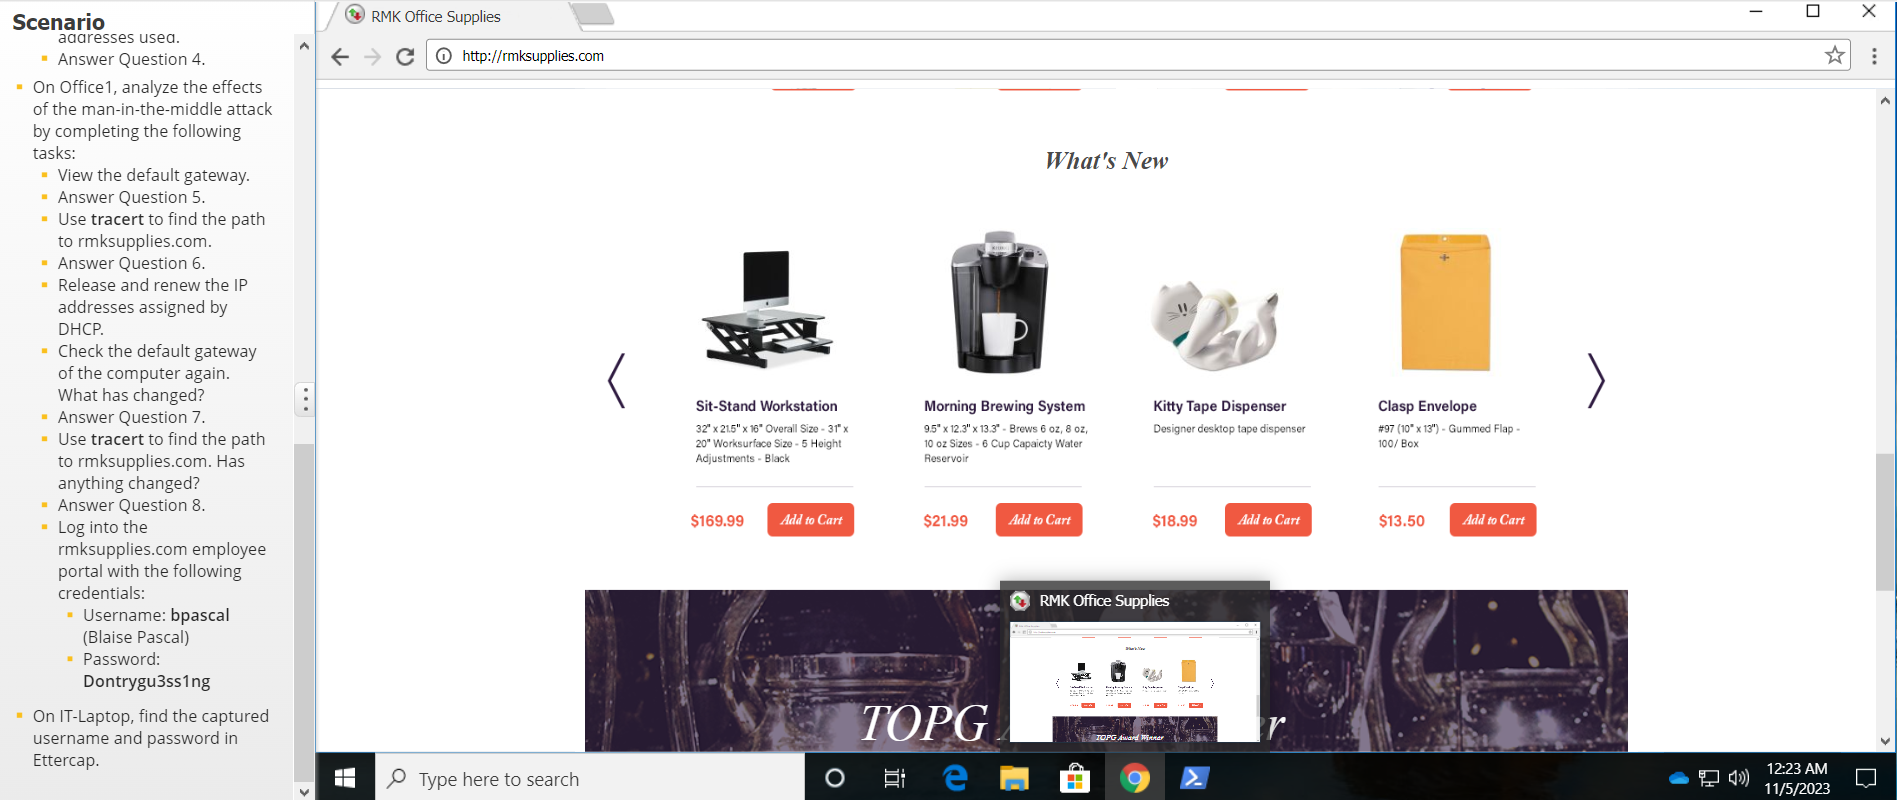 Scenario
addresses used.
Answer Question 4.
On Office1, analyze the effects
of the man-in-the-middle attack
by completing the following
tasks:
View the default gateway.
Answer Question 5.
Use tracert to find the path
to rmksupplies.com.
Answer Question 6.
Release and renew the IP
addresses assigned by
DHCP.
Check the default gateway
of the computer again.
What has changed?
Answer Question 7.
Use tracert to find the path
to rmksupplies.com. Has
anything changed?
Answer Question 8.
Log into the
rmksupplies.com employee
portal with the following
credentials:
Username: bpascal
(Blaise Pascal)
Password:
Dontrygu3ss1ng
On IT-Laptop, find the captured
username and password in
Ettercap.
RMK Office Supplies
http://rmksupplies.com
What's New
Sit-Stand Workstation
32" x 21.5" x 16" Overall Size - 31" x
20" Worksurface Size - 5 Height
Adjustments - Black
$169.99 Add to Cart
Morning Brewing System
9.5" x 12.3" x 13.3" - Brews 6 oz, 8 oz,
10 oz Sizes - 6 Cup Capaicty Water
Reservoir
$21.99 Add to Cart
Kitty Tape Dispenser
Designer desktop tape dispenser
$18.99 Add to Cart
Clasp Envelope
#97 (10" x 13") - Gummed Flap -
100/ Box
$13.50 Add to Cart
TOPG
RMK Office Supplies
What's New
TOPG Award Winner
Type here to search
12:23 AM
11/5/2023